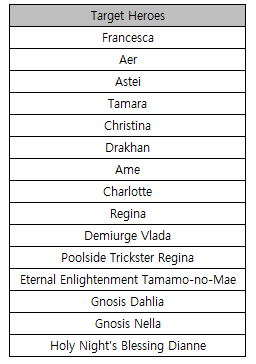 Target Heroes
Francesca
Aer
Astei
Tamara
Christina
Drakhan
Ame
Charlotte
Regina
Demiurge Vlada
Poolside Trickster Regina
Eternal Enlightenment Tamamo-no-Mae
Gnosis Dahlia
Gnosis Nella
Holy Night's Blessing Dianne